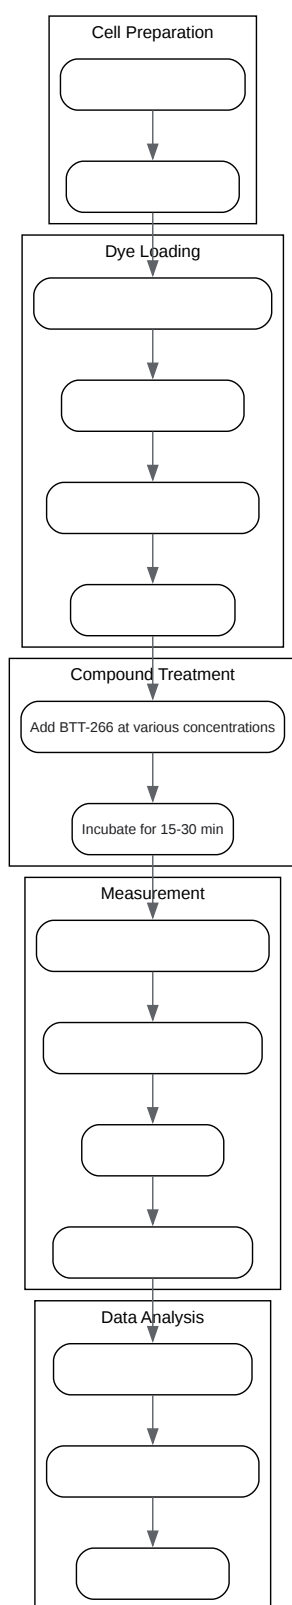 Cell Preparation
Dye Loading
Compound Treatment
Add BTT-266 at various concentrations
Incubate for 15-30 min
Measurement
Data Analysis